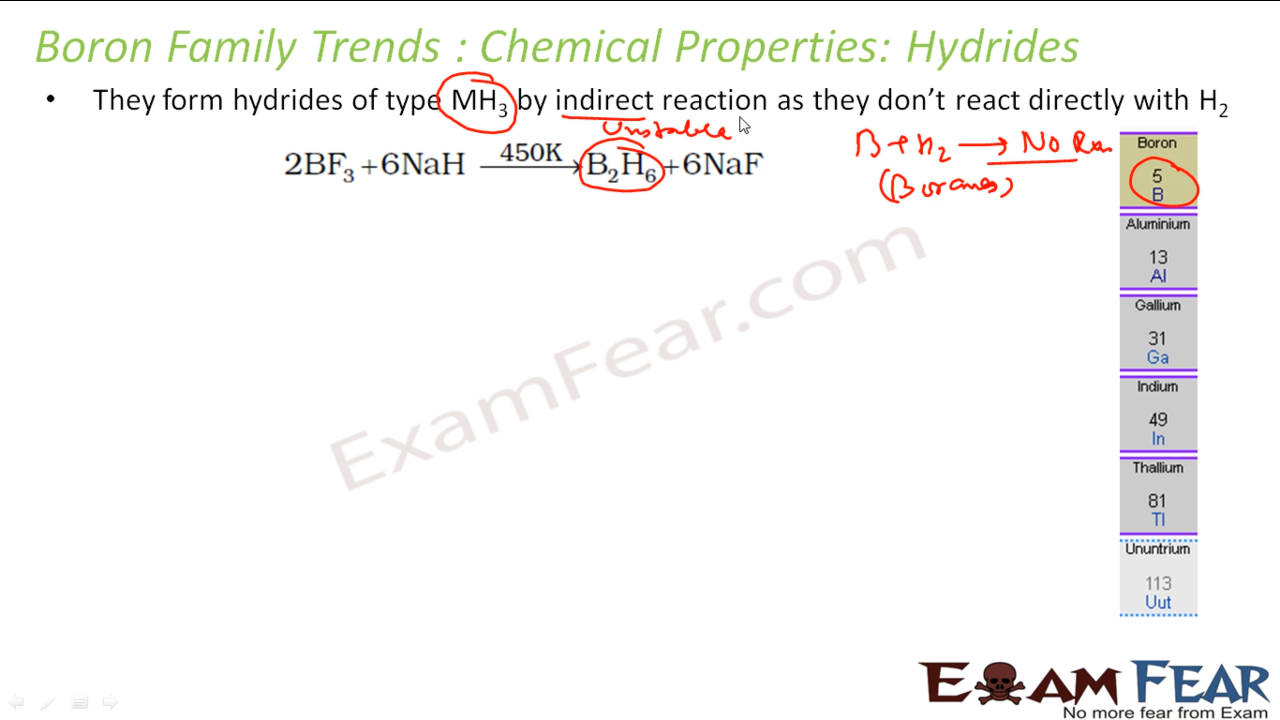 Boron Family Trends : Chemical Properties: Hydrides
• They form hydrides of type MH₃ by indirect reaction as they don't react directly with H₂
Unstable
2BF₃+6NaH 450K→ B₂H₆+6NaF
B+H₂ → No Rxn
(Boranes)
Boron
5
B
Aluminium
13
Al
Gallium
31
Ga
Indium
49
In
Thallium
81
Tl
Ununtrium
113
Uut
ExamFear.com
EXAM FEAR
No more fear from Exam